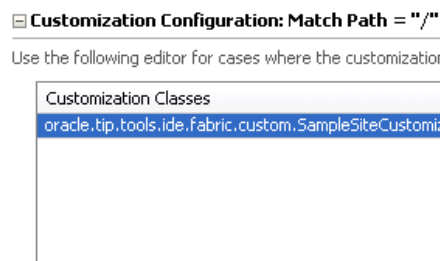 Customization Configuration: Match Path = "/"
Use the following editor for cases where the customization
Customization Classes
oracle.tip.tools.ide.fabric.custom.SampleSiteCustomiz